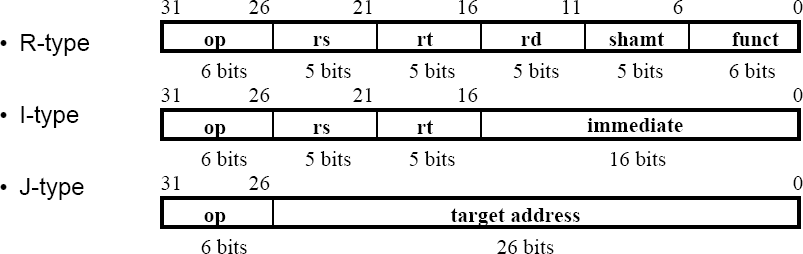 31 26 21 16 11 6 0
• R-type op rs rt rd shamt funct
6 bits 5 bits 5 bits 5 bits 5 bits 6 bits
31 26 21 16 0
• I-type op rs rt immediate
6 bits 5 bits 5 bits 16 bits
31 26 0
• J-type op target address
6 bits 26 bits